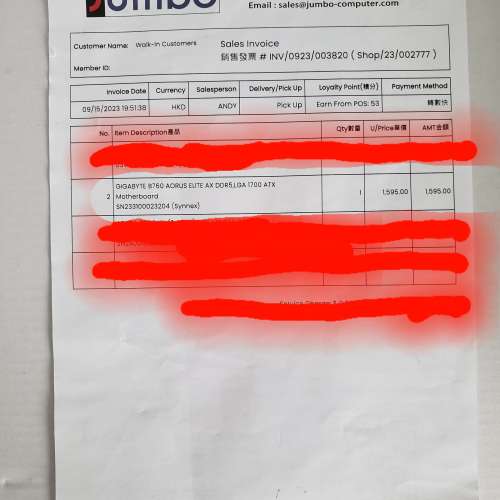 Jumbo
Email : sales@jumbo-computer.com
Customer Name: Walk-in Customers
Sales Invoice
銷售發票 # INV/0923/003820 ( Shop/23/002777 )
Member ID:
Invoice Date Currency Salesperson Delivery/Pick Up Loyalty Point(積分) Payment Method
09/15/2023 19:51:38 HKD ANDY Pick Up Earn From POS: 53 轉數快
No. Item Description產品 Qty數量 U/Price單價 AMT金額
GIGABYTE B760 AORUS ELITE AX DDR5,LGA 1700 ATX
2 Motherboard 1 1,595.00 1,595.00
SN233100023204 (Synnex)